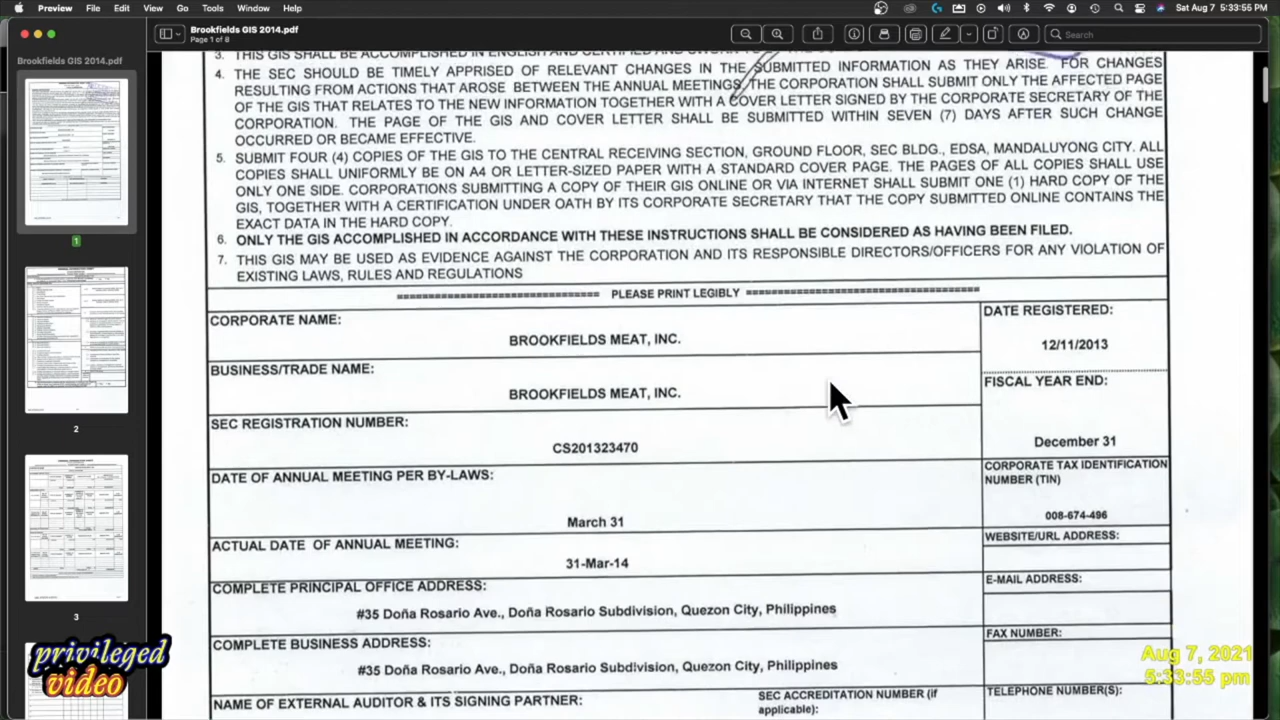 Preview File Edit View Go Tools Window Help
Sat Aug 7 5:33:55 PM
Brookfields GIS 2014.pdf
Page 1 of 8
Search
Brookfields GIS 2014.pdf
1
2
3
3. THIS GIS SHALL BE ACCOMPLISHED IN ENGLISH AND CERTIFIED AND
4. THE SEC SHOULD BE TIMELY APPRISED OF RELEVANT CHANGES IN THE SUBMITTED INFORMATION AS THEY ARISE. FOR CHANGES
RESULTING FROM ACTIONS THAT AROSE BETWEEN THE ANNUAL MEETINGS, THE CORPORATION SHALL SUBMIT ONLY THE AFFECTED PAGE
OF THE GIS THAT RELATES TO THE NEW INFORMATION TOGETHER WITH A COVER LETTER SIGNED BY THE CORPORATE SECRETARY OF THE
CORPORATION. THE PAGE OF THE GIS AND COVER LETTER SHALL BE SUBMITTED WITHIN SEVEN (7) DAYS AFTER SUCH CHANGE
OCCURRED OR BECAME EFFECTIVE.
5. SUBMIT FOUR (4) COPIES OF THE GIS TO THE CENTRAL RECEIVING SECTION, GROUND FLOOR, SEC BLDG., EDSA, MANDALUYONG CITY. ALL
COPIES SHALL UNIFORMLY BE ON A4 OR LETTER-SIZED PAPER WITH A STANDARD COVER PAGE. THE PAGES OF ALL COPIES SHALL USE
ONLY ONE SIDE. CORPORATIONS SUBMITTING A COPY OF THEIR GIS ONLINE OR VIA INTERNET SHALL SUBMIT ONE (1) HARD COPY OF THE
GIS, TOGETHER WITH A CERTIFICATION UNDER OATH BY ITS CORPORATE SECRETARY THAT THE COPY SUBMITTED ONLINE CONTAINS THE
EXACT DATA IN THE HARD COPY.
6. ONLY THE GIS ACCOMPLISHED IN ACCORDANCE WITH THESE INSTRUCTIONS SHALL BE CONSIDERED AS HAVING BEEN FILED.
7. THIS GIS MAY BE USED AS EVIDENCE AGAINST THE CORPORATION AND ITS RESPONSIBLE DIRECTORS/OFFICERS FOR ANY VIOLATION OF
EXISTING LAWS, RULES AND REGULATIONS
PLEASE PRINT LEGIBLY
CORPORATE NAME:
BROOKFIELDS MEAT, INC.
DATE REGISTERED:
12/11/2013
BUSINESS/TRADE NAME:
BROOKFIELDS MEAT, INC.
FISCAL YEAR END:
December 31
SEC REGISTRATION NUMBER:
CS201323470
DATE OF ANNUAL MEETING PER BY-LAWS:
March 31
CORPORATE TAX IDENTIFICATION
NUMBER (TIN)
008-674-496
ACTUAL DATE OF ANNUAL MEETING:
31-Mar-14
WEBSITE/URL ADDRESS:
COMPLETE PRINCIPAL OFFICE ADDRESS:
#35 Doña Rosario Ave., Doña Rosario Subdivision, Quezon City, Philippines
E-MAIL ADDRESS:
COMPLETE BUSINESS ADDRESS:
#35 Doña Rosario Ave., Doña Rosario Subdivision, Quezon City, Philippines
FAX NUMBER:
NAME OF EXTERNAL AUDITOR & ITS SIGNING PARTNER:
SEC ACCREDITATION NUMBER (if
applicable):
TELEPHONE NUMBER(S):
privileged
video
Aug 7, 2021
5:33:55 pm